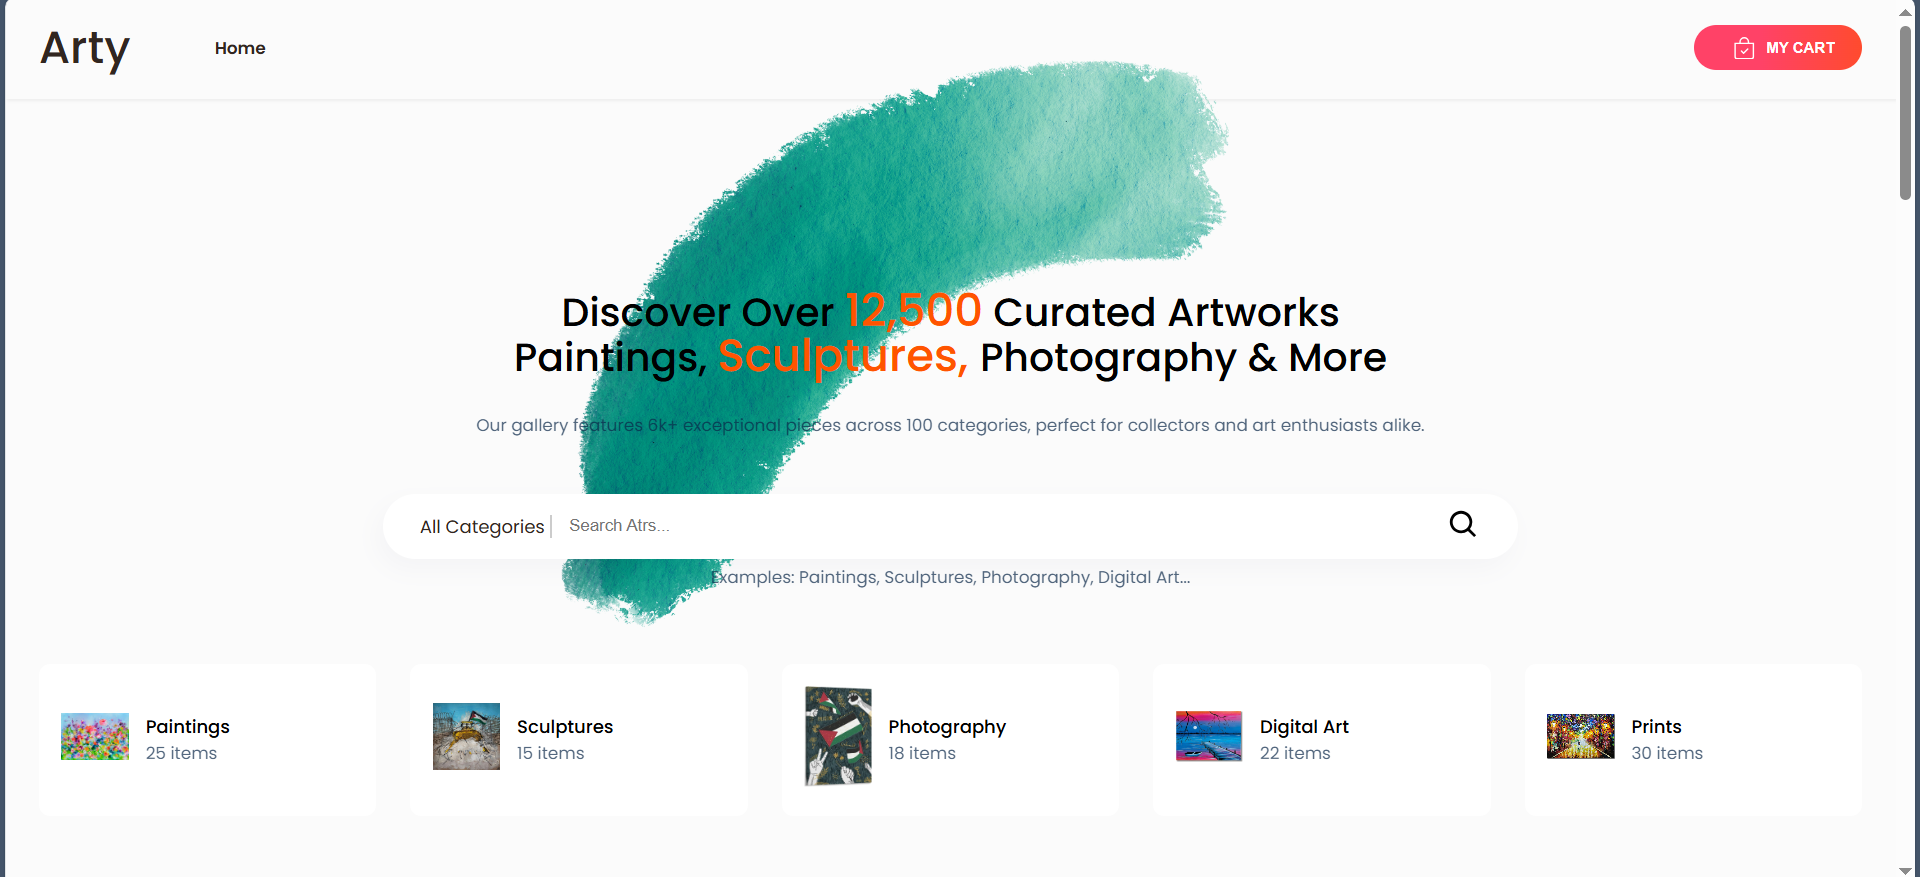 Arty
Home
MY CART
Discover Over 12,500 Curated Artworks
Paintings, Sculptures, Photography & More
Our gallery features 6k+ exceptional pieces across 100 categories, perfect for collectors and art enthusiasts alike.
All Categories
Search Atrs...
Examples: Paintings, Sculptures, Photography, Digital Art...
Paintings
25 items
Sculptures
15 items
Photography
18 items
Digital Art
22 items
Prints
30 items